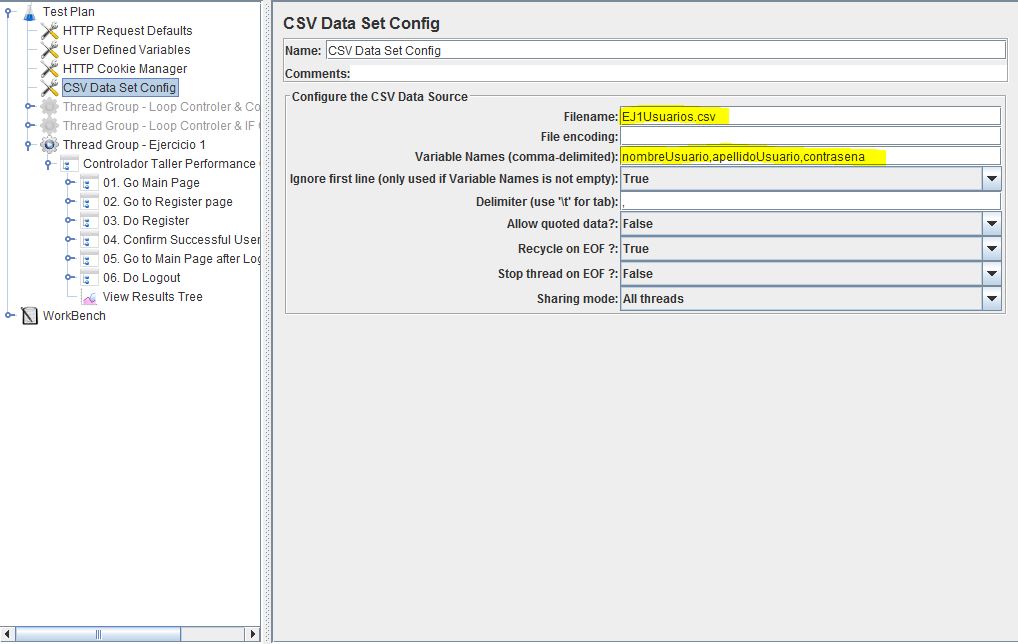 Test Plan
HTTP Request Defaults
User Defined Variables
HTTP Cookie Manager
CSV Data Set Config
Thread Group - Loop Controler & Co
Thread Group - Loop Controler & IF
Thread Group - Ejercicio 1
Controlador Taller Performance
01. Go Main Page
02. Go to Register page
03. Do Register
04. Confirm Successful User
05. Go to Main Page after Log
06. Do Logout
View Results Tree
WorkBench
CSV Data Set Config
Name: CSV Data Set Config
Comments:
Configure the CSV Data Source
Filename: EJ1Usuarios.csv
File encoding:
Variable Names (comma-delimited): nombreUsuario,apellidoUsuario,contrasena
Ignore first line (only used if Variable Names is not empty): True
Delimiter (use '\t' for tab): ,
Allow quoted data?: False
Recycle on EOF ?: True
Stop thread on EOF ?: False
Sharing mode: All threads